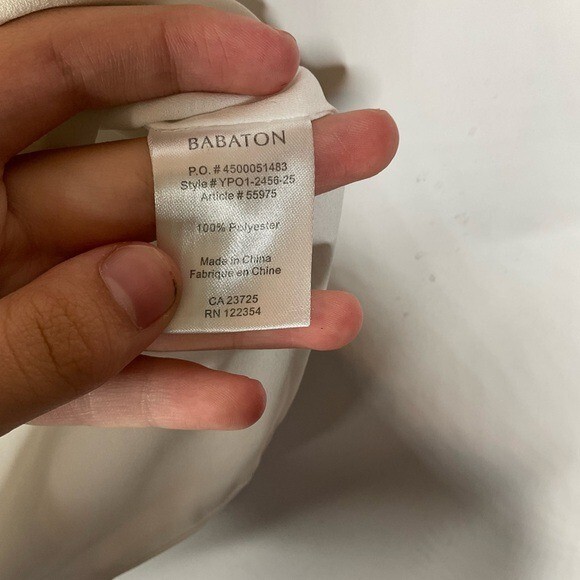 BABATON
P.O. # 4500051483
Style # YPO1-2456-25
Article # 55975
100% Polyester
Made in China
Fabriqué en Chine
CA 23725
RN 122354